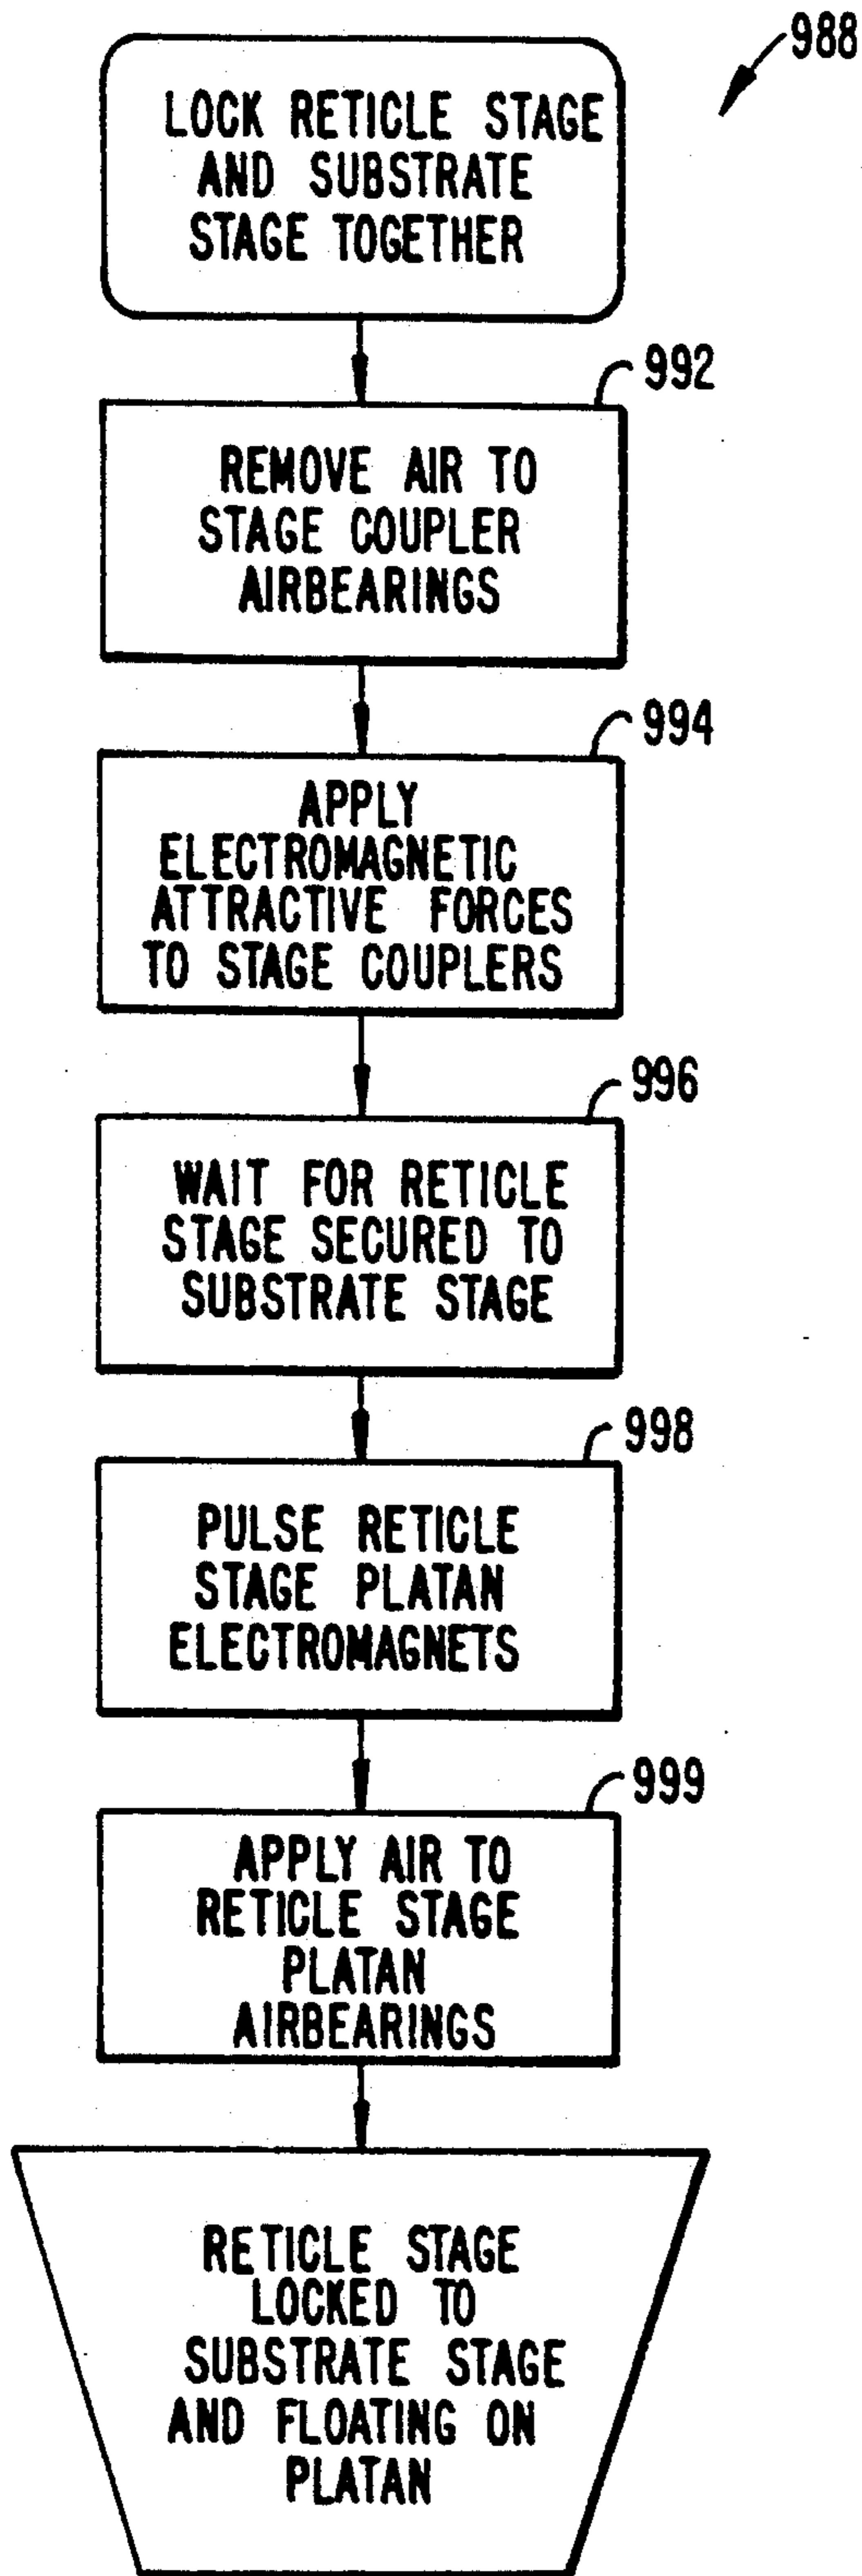 988
LOCK RETICLE STAGE
AND SUBSTRATE
STAGE TOGETHER
992
REMOVE AIR TO
STAGE COUPLER
AIRBEARINGS
994
APPLY
ELECTROMAGNETIC
ATTRACTIVE FORCES
TO STAGE COUPLERS
996
WAIT FOR RETICLE
STAGE SECURED TO
SUBSTRATE STAGE
998
PULSE RETICLE
STAGE PLATAN
ELECTROMAGNETS
999
APPLY AIR TO
RETICLE STAGE
PLATAN
AIRBEARINGS
RETICLE STAGE
LOCKED TO
SUBSTRATE STAGE
AND FLOATING ON
PLATAN